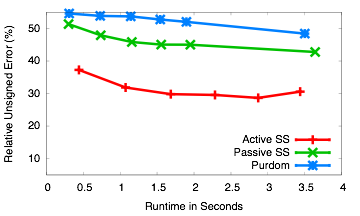 Relative Unsigned Error (%)
50
40
30
20
10
Active SS
Passive SS
Purdom
0 0.5 1 1.5 2 2.5 3 3.5 4
Runtime in Seconds